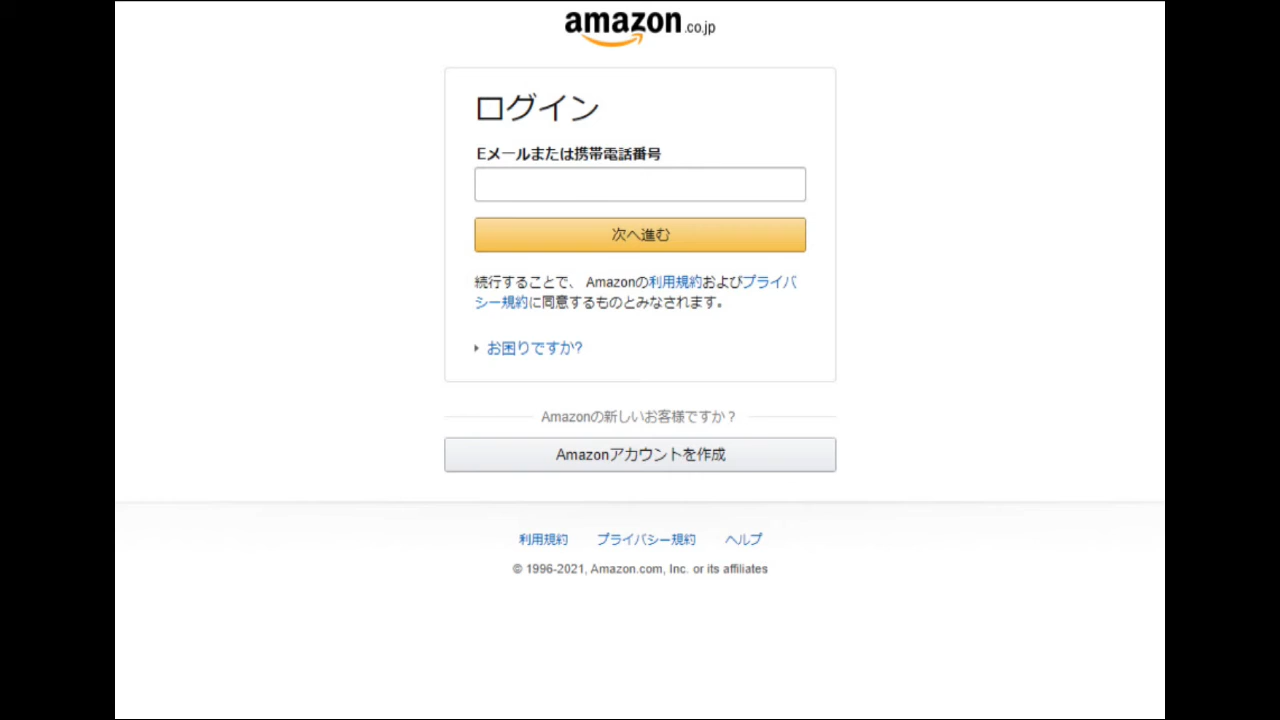 amazon.co.jp
ログイン
Eメールまたは携帯電話番号
次へ進む
続行することで、 Amazonの利用規約およびプライバ
シー規約に同意するものとみなされます。
お困りですか?
Amazonの新しいお客様ですか？
Amazonアカウントを作成
利用規約 プライバシー規約 ヘルプ
© 1996-2021, Amazon.com, Inc. or its affiliates